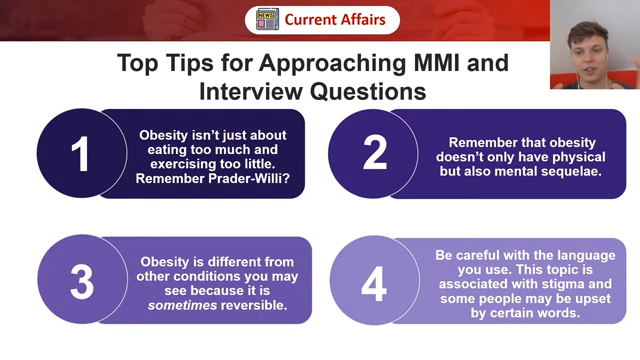 NEWS
Current Affairs
Top Tips for Approaching MMI and
Interview Questions
1
Obesity isn't just about
eating too much and
exercising too little.
Remember Prader-Willi?
2
Remember that obesity
doesn't only have physical
but also mental sequelae.
3
Obesity is different from
other conditions you may
see because it is
sometimes reversible.
4
Be careful with the language
you use. This topic is
associated with stigma and
some people may be upset
by certain words.